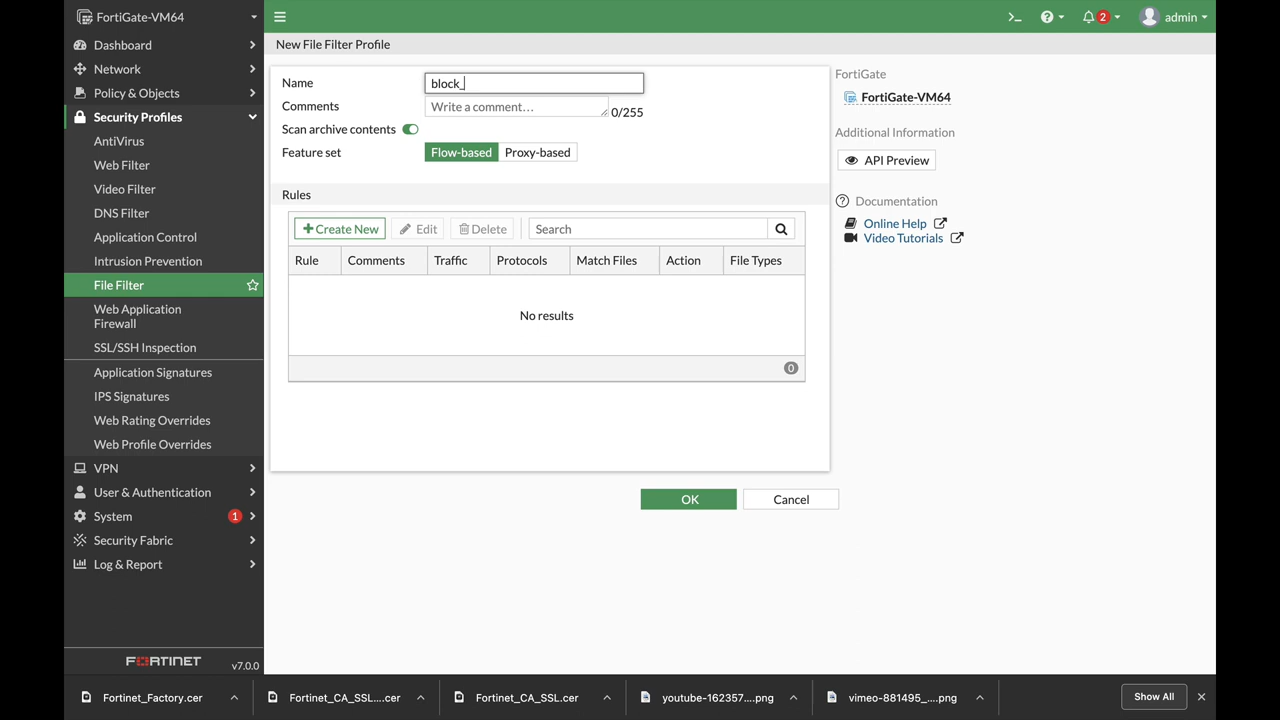 FortiGate-VM64
Dashboard
Network
Policy & Objects
Security Profiles
AntiVirus
Web Filter
Video Filter
DNS Filter
Application Control
Intrusion Prevention
File Filter
Web Application
Firewall
SSL/SSH Inspection
Application Signatures
IPS Signatures
Web Rating Overrides
Web Profile Overrides
VPN
User & Authentication
System 1
Security Fabric
Log & Report
FORTINET v7.0.0
2 admin
New File Filter Profile
Name block_
Comments Write a comment... 0/255
Scan archive contents
Feature set Flow-based Proxy-based
Rules
Create New Edit Delete Search
Rule Comments Traffic Protocols Match Files Action File Types
No results
0
OK Cancel
FortiGate
FortiGate-VM64
Additional Information
API Preview
Documentation
Online Help
Video Tutorials
Fortinet_Factory.cer Fortinet_CA_SSL....cer Fortinet_CA_SSL.cer youtube-162357....png vimeo-881495_....png Show All